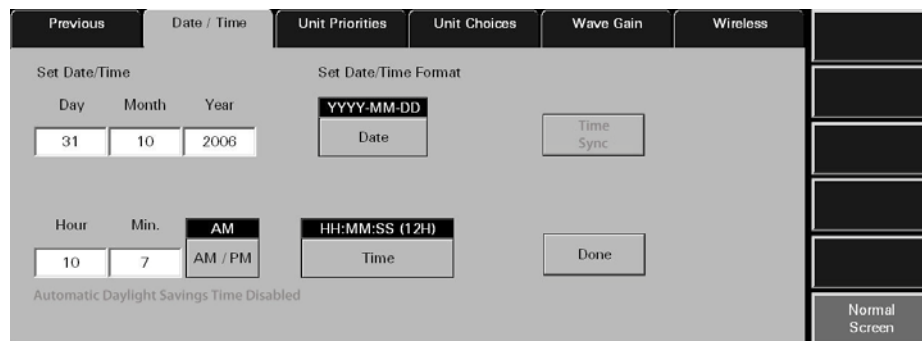 Previous
Date / Time
Unit Priorities
Unit Choices
Wave Gain
Wireless
Set Date/Time
Set Date/Time Format
Day
Month
Year
31
10
2006
YYYY-MM-DD
Date
Time
Sync
Hour
Min.
10
7
AM
AM / PM
HH:MM:SS (12H)
Time
Done
Automatic Daylight Savings Time Disabled
Normal
Screen